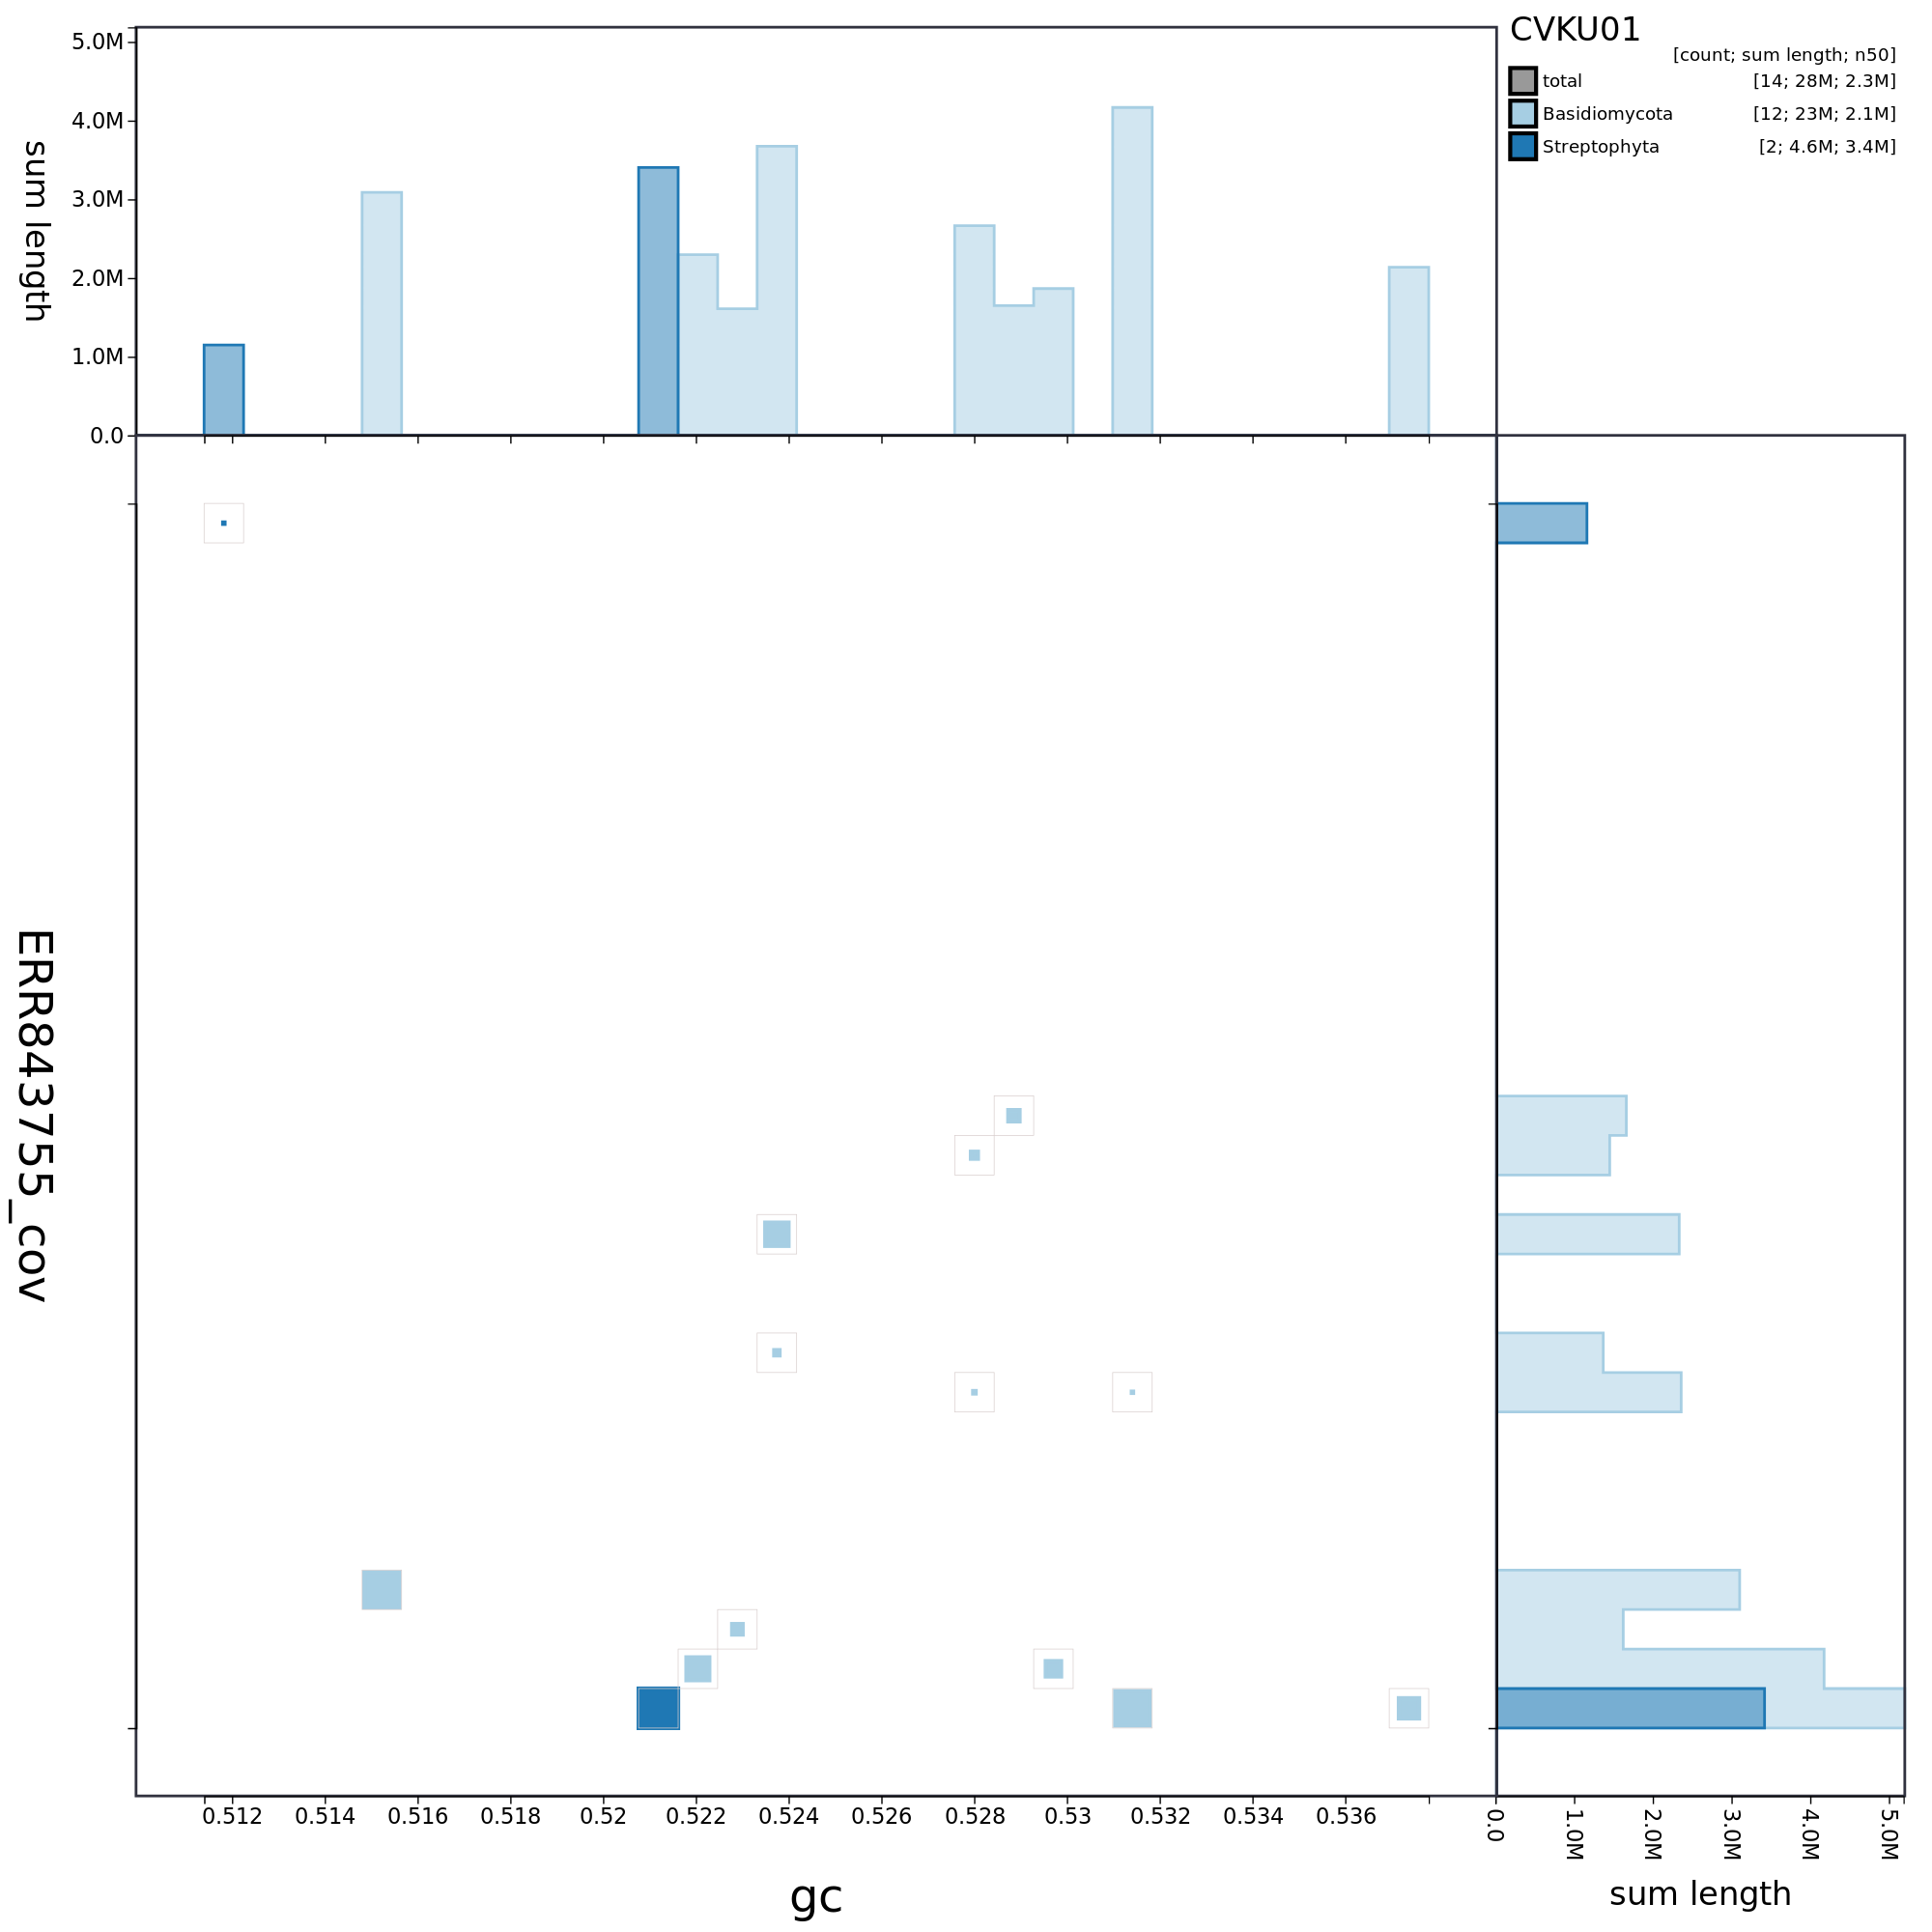 CVKU01
[count; sum length; n50]
total [14; 28M; 2.3M]
Basidiomycota [12; 23M; 2.1M]
Streptophyta [2; 4.6M; 3.4M]
sum length
5.0M
4.0M
3.0M
2.0M
1.0M
0.0
ERR843755_cov
0.512 0.514 0.516 0.518 0.52 0.522 0.524 0.526 0.528 0.53 0.532 0.534 0.536
gc
0.0 1.0M 2.0M 3.0M 4.0M 5.0M
sum length